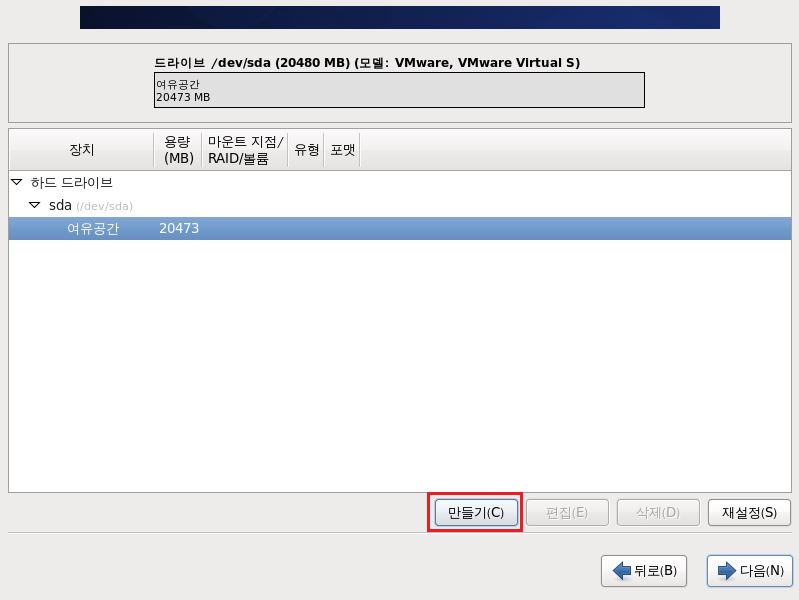 드라이브 /dev/sda (20480 MB) (모델: VMware, VMware Virtual S)
여유공간
20473 MB
장치
용량
(MB)
마운트 지점/
RAID/볼륨
유형
포맷
하드 드라이브
sda (/dev/sda)
여유공간 20473
만들기(C) 편집(E) 삭제(D) 재설정(S)
뒤로(B) 다음(N)